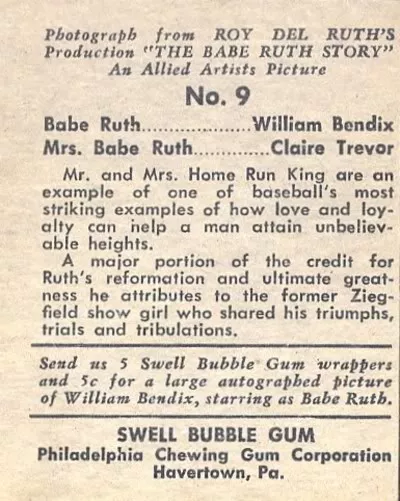 Photograph from ROY DEL RUTH'S
Production "THE BABE RUTH STORY"
An Allied Artists Picture
No. 9
Babe Ruth.....................William Bendix
Mrs. Babe Ruth..............Claire Trevor
Mr. and Mrs. Home Run King are an
example of one of baseball's most
striking examples of how love and loy-
alty can help a man attain unbeliev-
able heights.
A major portion of the credit for
Ruth's reformation and ultimate great-
ness he attributes to the former Zieg-
field show girl who shared his triumphs,
trials and tribulations.
Send us 5 Swell Bubble Gum wrappers
and 5c for a large autographed picture
of William Bendix, starring as Babe Ruth.
SWELL BUBBLE GUM
Philadelphia Chewing Gum Corporation
Havertown, Pa.